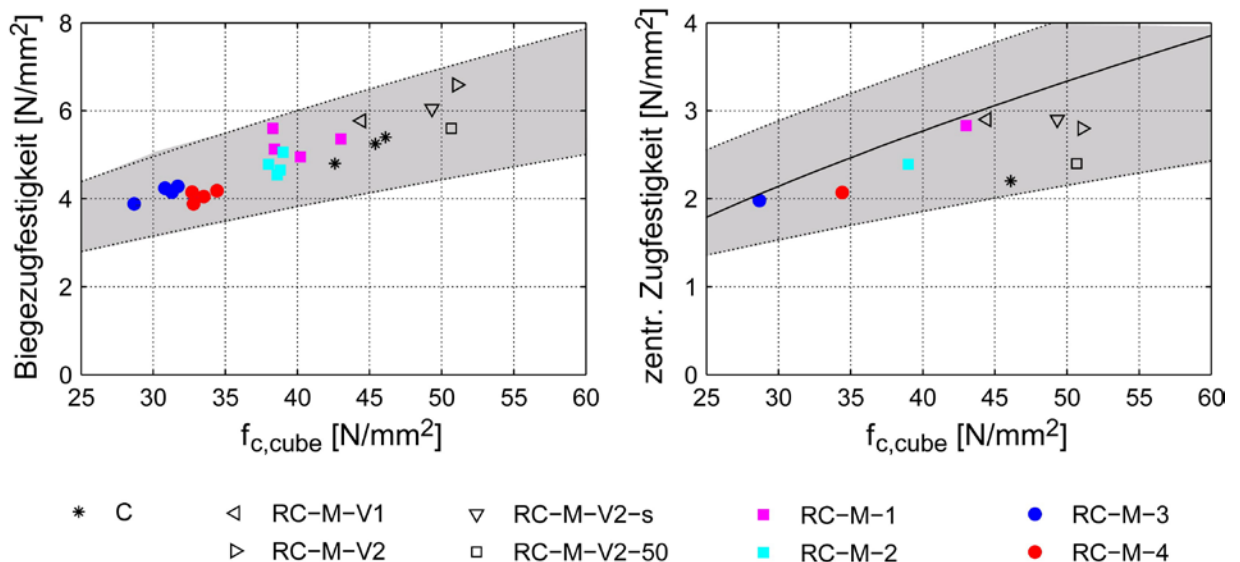 Biegezugfestigkeit [N/mm²]
8
6
4
2
0
25 30 35 40 45 50 55 60
f_c,cube [N/mm²]
zentr. Zugfestigkeit [N/mm²]
4
3
2
1
0
25 30 35 40 45 50 55 60
f_c,cube [N/mm²]
C
RC−M−V1
RC−M−V2
RC−M−V2−s
RC−M−V2−50
RC−M−1
RC−M−2
RC−M−3
RC−M−4